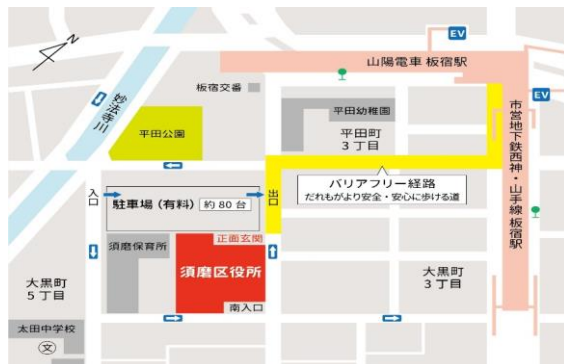 N
EV
山陽電車 板宿駅
板宿交番
EV
妙法寺川
平田公園
平田幼稚園
平田町
3丁目
市営地下鉄西神・山手線 板宿駅
バリアフリー経路
だれもがより安全・安心に歩ける道
入口
駐車場(有料) 約80台
出口
正面玄関
須磨保育所
須磨区役所
大黒町
5丁目
大黒町
3丁目
南入口
太田中学校
文